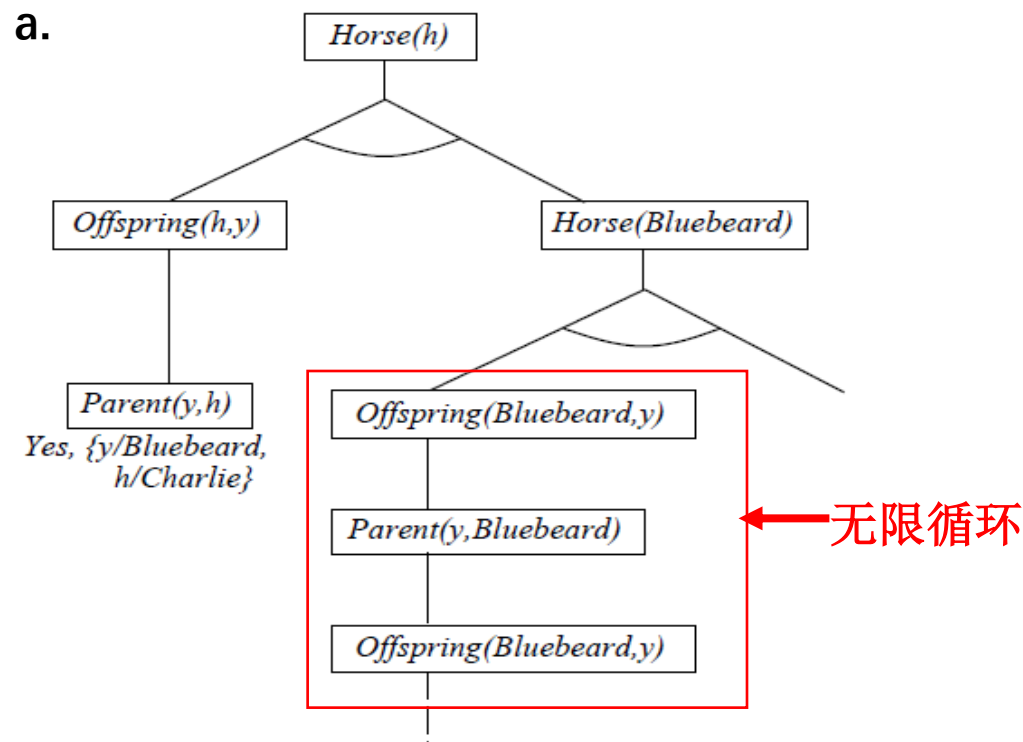 a.
Horse(h)
Offspring(h,y)
Horse(Bluebeard)
Parent(y,h)
Yes, {y/Bluebeard,
h/Charlie}
Offspring(Bluebeard,y)
Parent(y,Bluebeard)
无限循环
Offspring(Bluebeard,y)